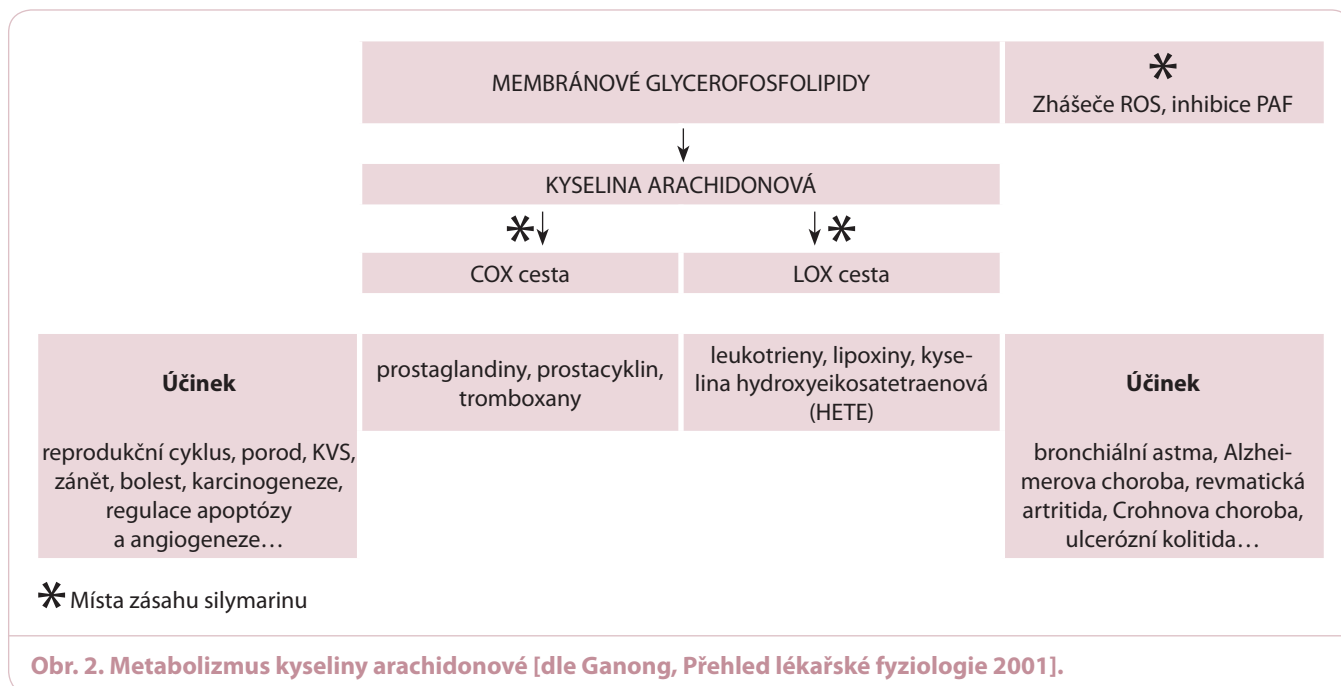 MEMBRÁNOVÉ GLYCEROFOSFOLIPIDY
*
Zhášeče ROS, inhibice PAF
KYSELINA ARACHIDONOVÁ
* *
COX cesta
LOX cesta
Účinek
reprodukční cyklus, porod, KVS,
zánět, bolest, karcinogeneze,
regulace apoptózy
a angiogeneze…
prostaglandiny, prostacyklin,
tromboxany
leukotrieny, lipoxiny, kyse-
lina hydroxyeikosatetraenová
(HETE)
Účinek
bronchiální astma, Alzhei-
merova choroba, revmatická
artritida, Crohnova choroba,
ulcerózní kolitida…
* Místa zásahu silymarinu
Obr. 2. Metabolizmus kyseliny arachidonové [dle Ganong, Přehled lékařské fyziologie 2001].